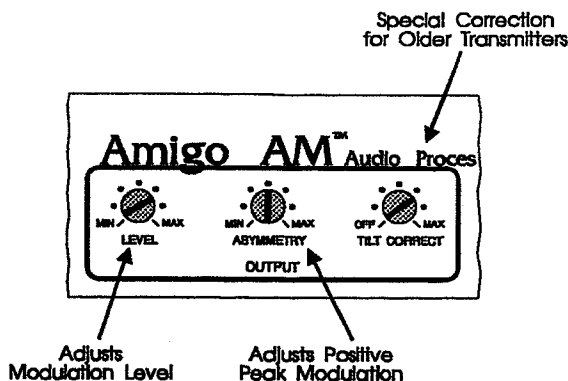 Special Correction
for Older Transmitters
Amigo AM™ Audio Proces
MIN MAX MIN MAX OFF MAX
LEVEL ASYMMETRY TILT CORRECT
OUTPUT
Adjusts
Modulation Level
Adjusts Positive
Peak Modulation